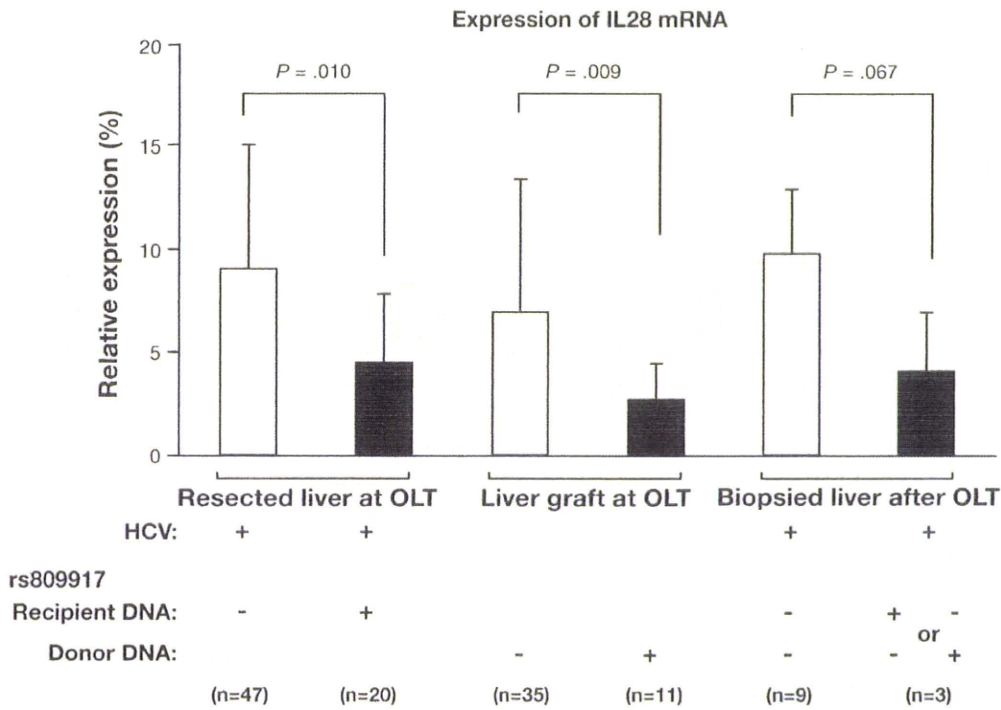 Expression of IL28 mRNA
20
P = .010
P = .009
P = .067
15
10
5
0
Relative expression (%)
Resected liver at OLT
Liver graft at OLT
Biopsied liver after OLT
HCV: + + + +
rs809917
Recipient DNA: - + - + -
or
Donor DNA: - + - - +
(n=47) (n=20) (n=35) (n=11) (n=9) (n=3)